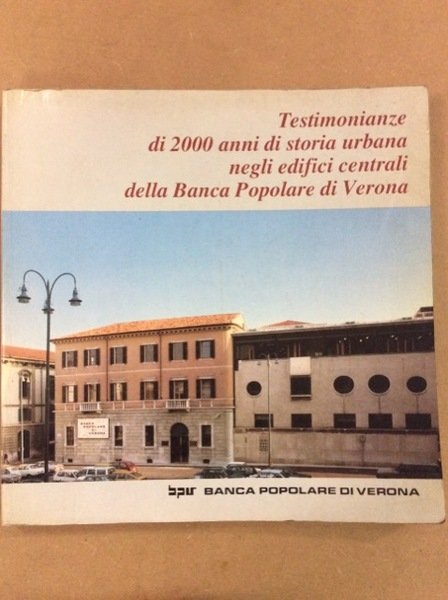 Testimonianze
di 2000 anni di storia urbana
negli edifici centrali
della Banca Popolare di Verona
BANCA
POPOLARE
DI
VERONA
bpv BANCA POPOLARE DI VERONA